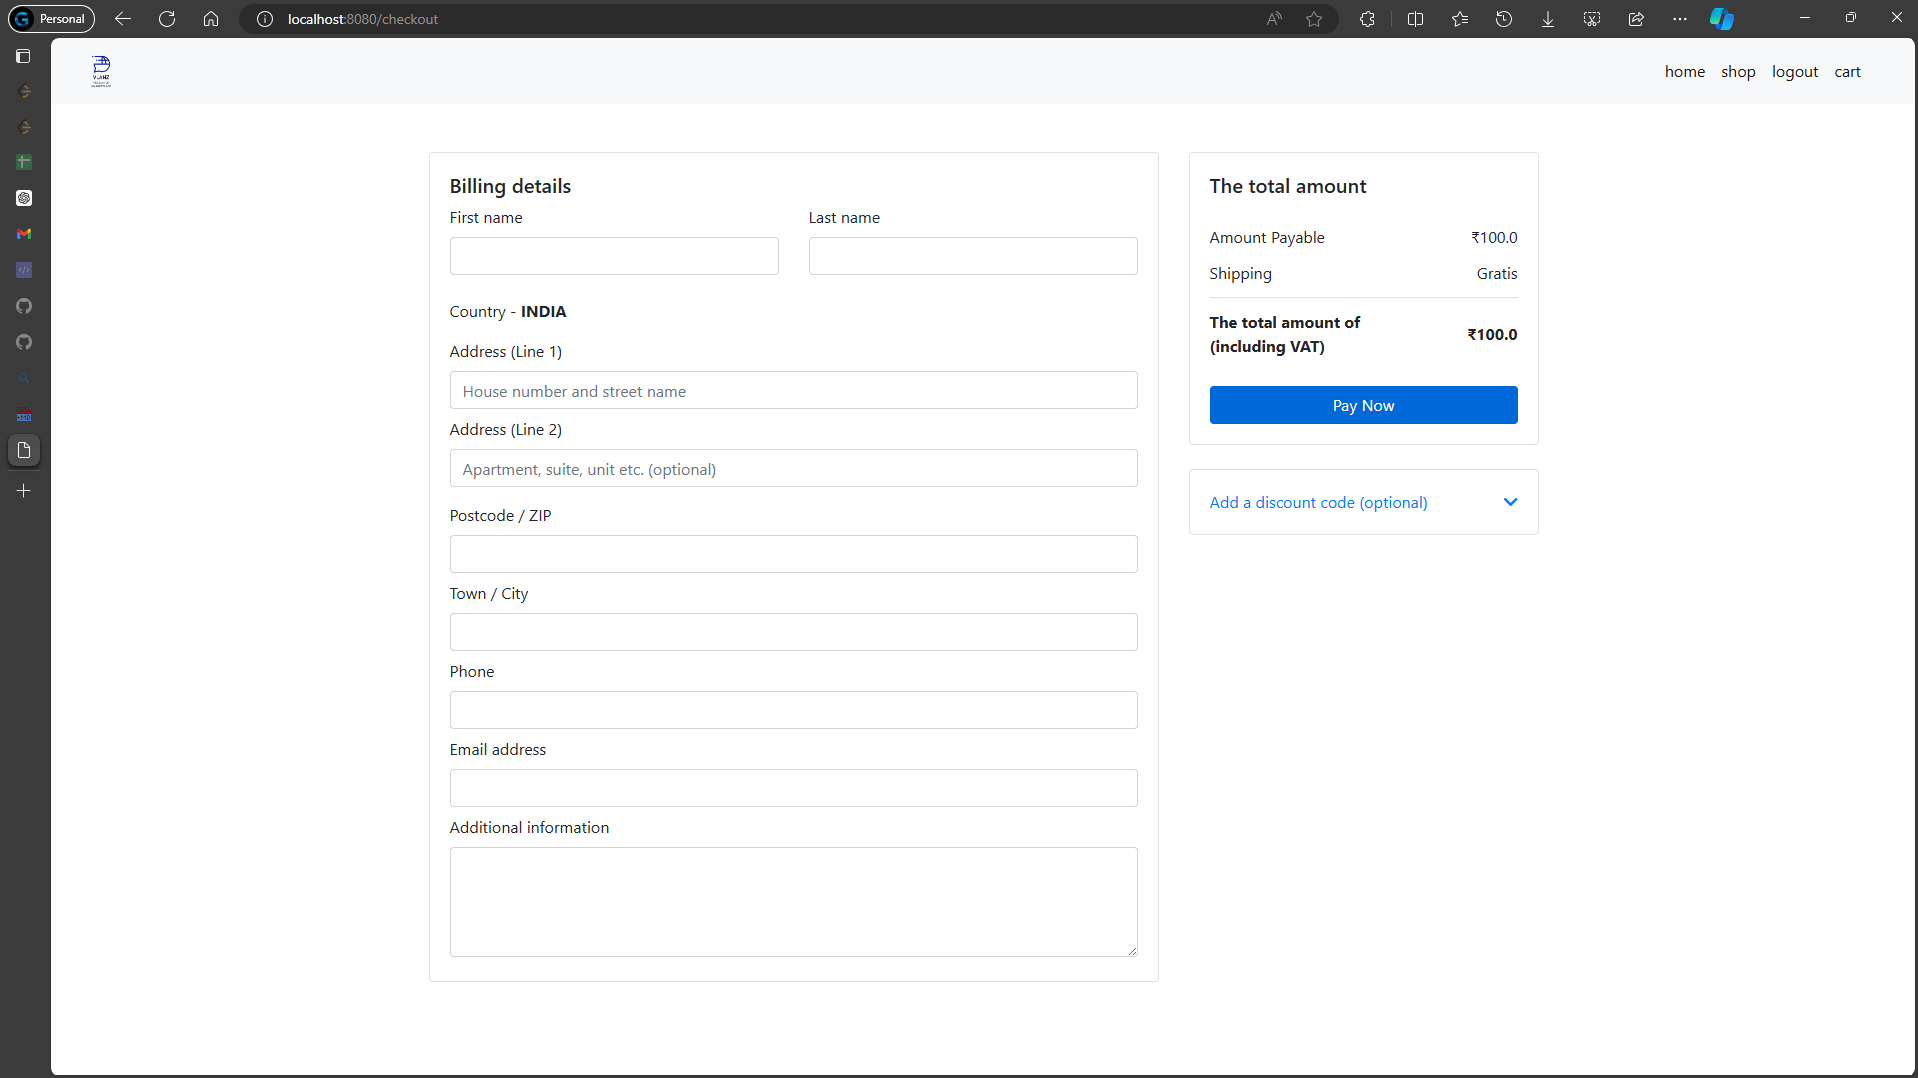 Personal
localhost:8080/checkout
home shop logout cart
Billing details
First name
Last name
Country - INDIA
Address (Line 1)
House number and street name
Address (Line 2)
Apartment, suite, unit etc. (optional)
Postcode / ZIP
Town / City
Phone
Email address
Additional information
The total amount
Amount Payable ₹100.0
Shipping Gratis
The total amount of
(including VAT) ₹100.0
Pay Now
Add a discount code (optional)